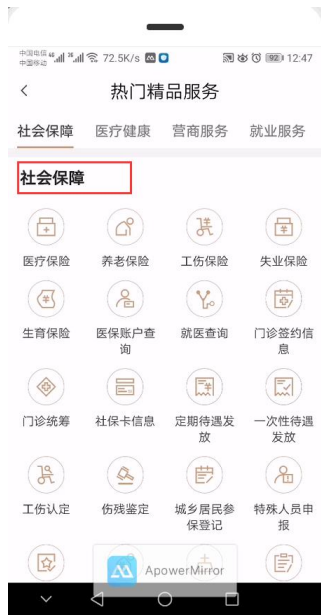 中国电信 中国移动 72.5K/s 92 12:47
热门精品服务
社会保障 医疗健康 营商服务 就业服务
社会保障
医疗保险 养老保险 工伤保险 失业保险
生育保险 医保账户查询 就医查询 门诊签约信息
门诊统筹 社保卡信息 定期待遇发放 一次性待遇发放
工伤认定 伤残鉴定 城乡居民参保登记 特殊人员申报
ApowerMirror